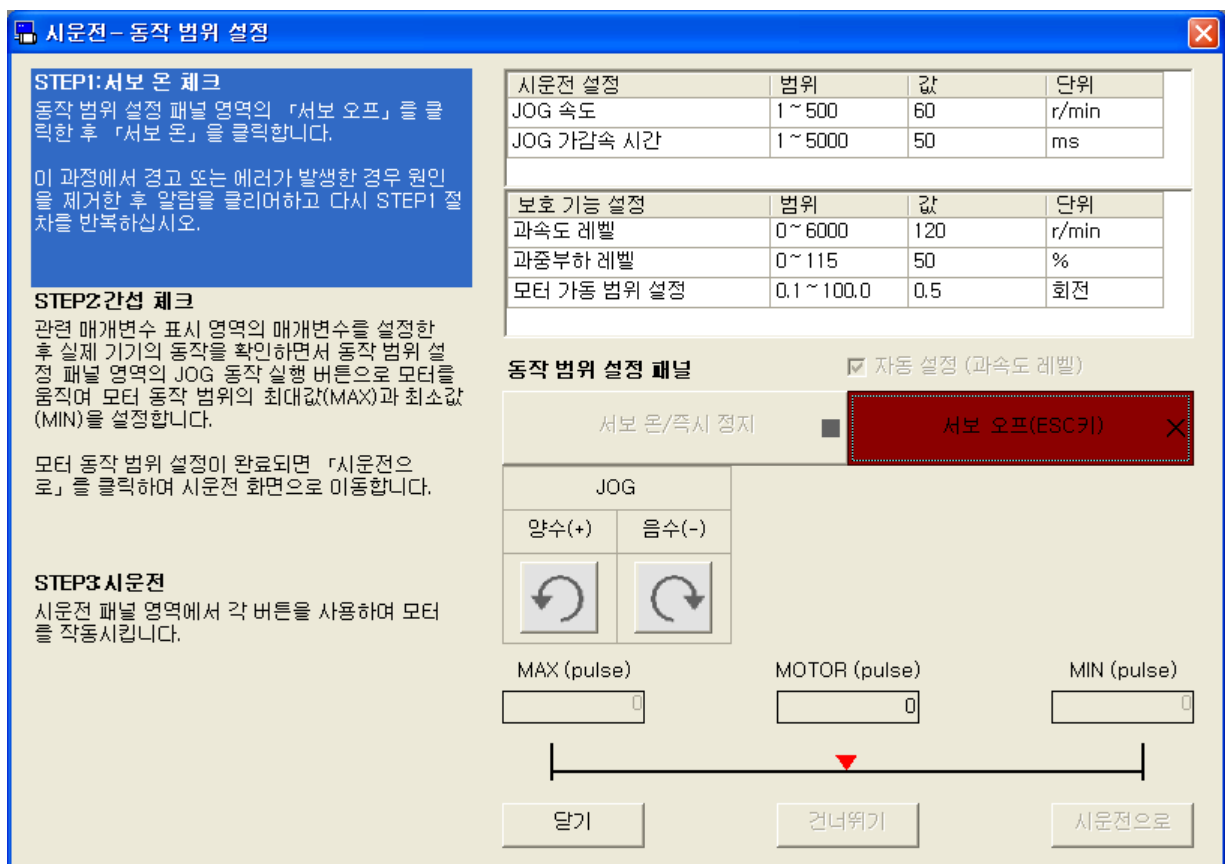 시운전 – 동작 범위 설정
STEP1:서보 온 체크
동작 범위 설정 패널 영역의 「서보 오프」를 클
릭한 후 「서보 온」을 클릭합니다.
이 과정에서 경고 또는 에러가 발생한 경우 원인
을 제거한 후 알람을 클리어하고 다시 STEP1 절
차를 반복하십시오.
STEP2:간섭 체크
관련 매개변수 표시 영역의 매개변수를 설정한
후 실제 기기의 동작을 확인하면서 동작 범위 설
정 패널 영역의 JOG 동작 실행 버튼으로 모터를
움직여 모터 동작 범위의 최대값(MAX)과 최소값
(MIN)을 설정합니다.
모터 동작 범위 설정이 완료되면 「시운전으
로」를 클릭하여 시운전 화면으로 이동합니다.
STEP3:시운전
시운전 패널 영역에서 각 버튼을 사용하여 모터
를 작동시킵니다.
시운전 설정 범위 값 단위
JOG 속도 1 ~ 500 60 r/min
JOG 가감속 시간 1 ~ 5000 50 ms
보호 기능 설정 범위 값 단위
과속도 레벨 0 ~ 6000 120 r/min
과중부하 레벨 0 ~ 115 50 %
모터 가동 범위 설정 0.1 ~ 100.0 0.5 회전
동작 범위 설정 패널 자동 설정 (과속도 레벨)
서보 온/즉시 정지 서보 오프(ESC키)
JOG
양수(+) 음수(-)
MAX (pulse) MOTOR (pulse) MIN (pulse)
0 0 0
닫기 건너뛰기 시운전으로